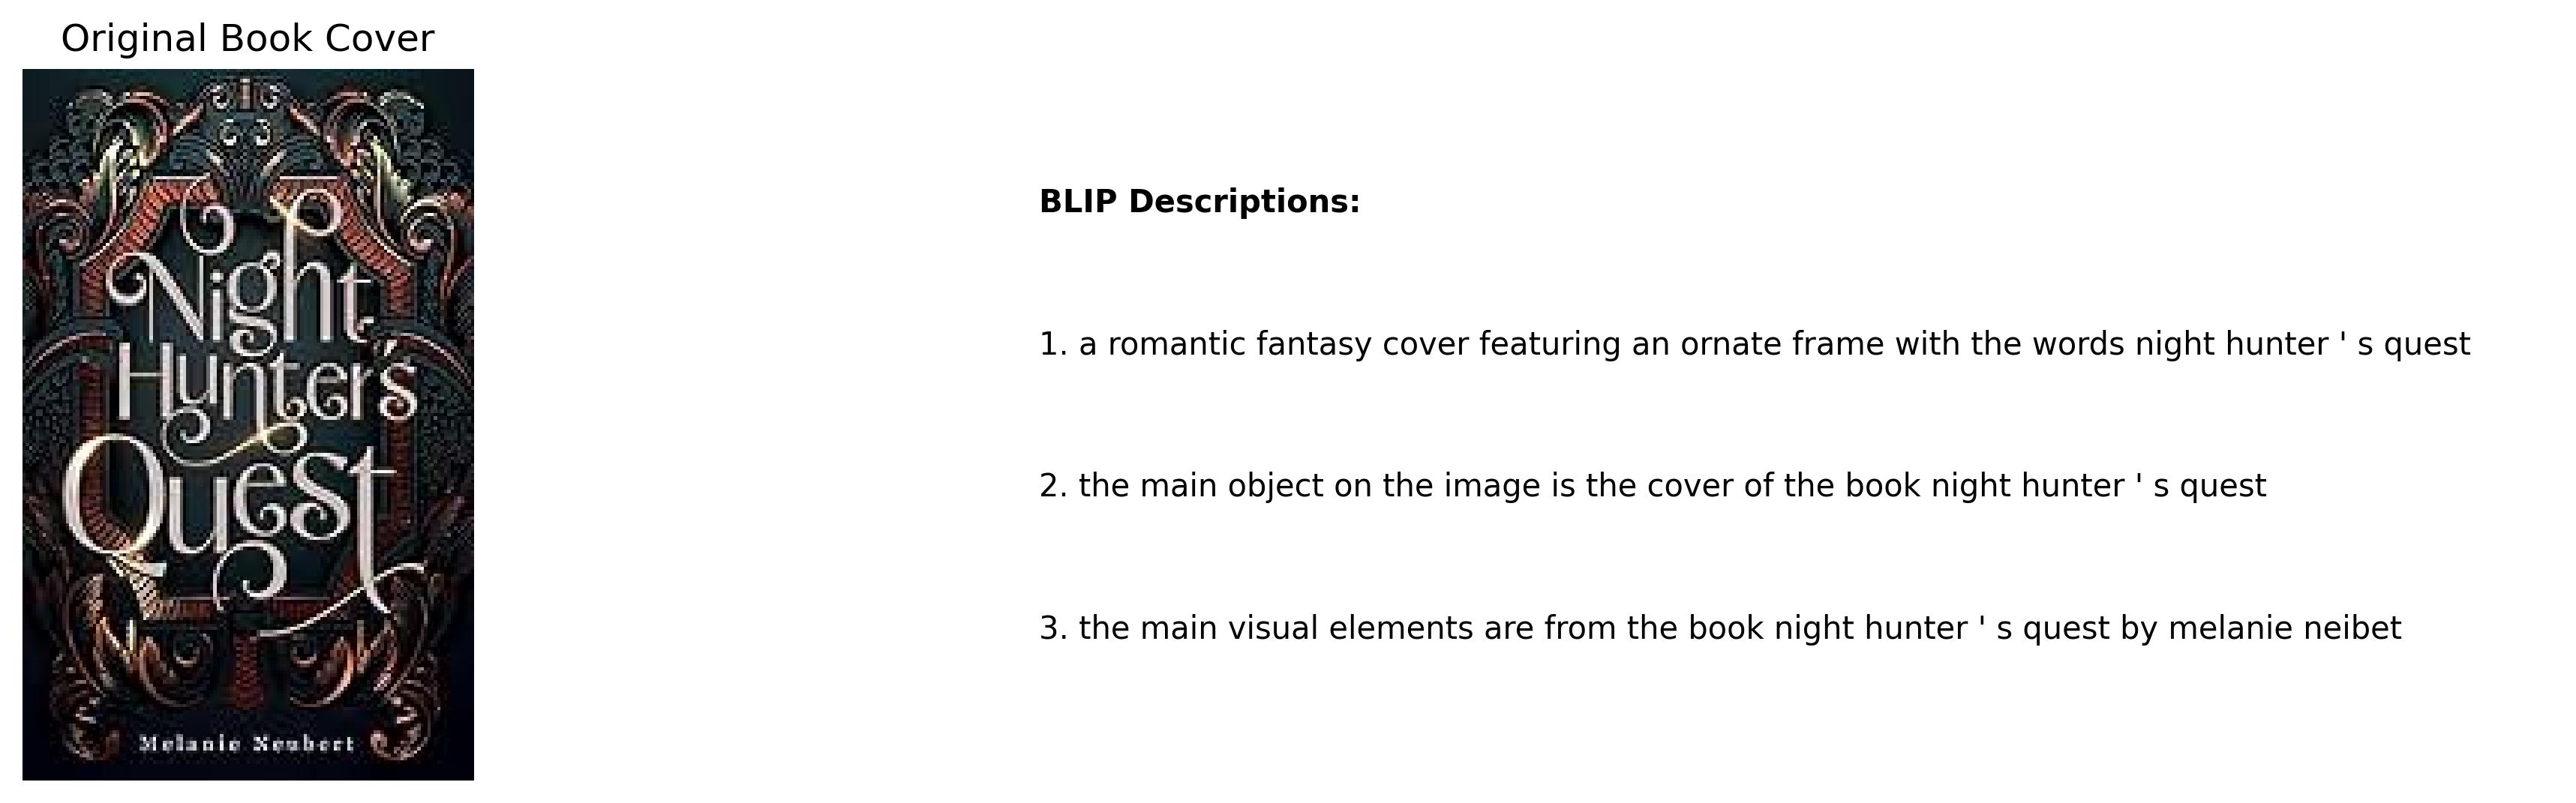 Original Book Cover
Night
Hunter's
Quest
Melanie Neubert
BLIP Descriptions:
1. a romantic fantasy cover featuring an ornate frame with the words night hunter ' s quest
2. the main object on the image is the cover of the book night hunter ' s quest
3. the main visual elements are from the book night hunter ' s quest by melanie neibet